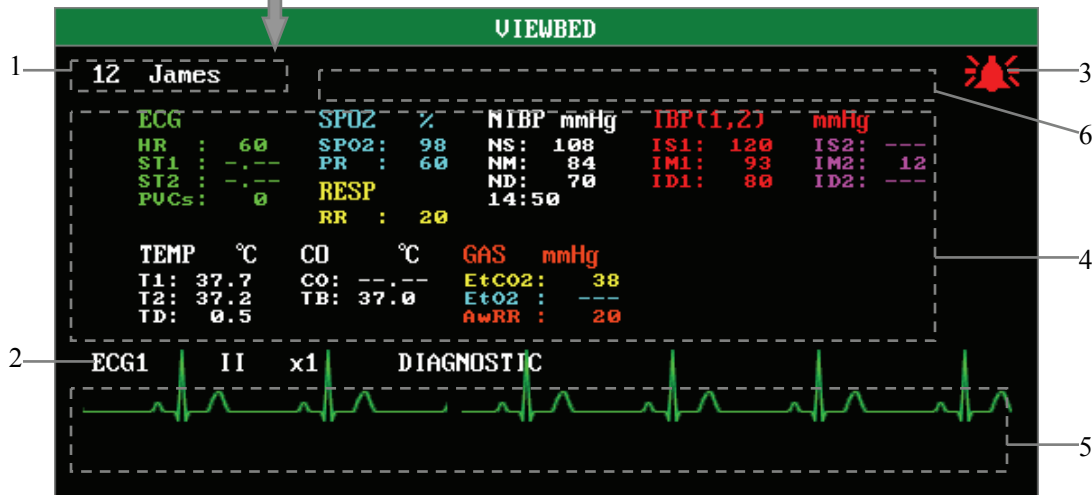 VIEWBED
1 12 James 3
6
ECG SPO2 % NIBP mmHg IBP(1,2) mmHg
HR : 60 SPO2: 98 NS: 108 IS1: 120 IS2: ---
ST1 : -.-- PR : 60 NM: 84 IM1: 93 IM2: 12
ST2 : -.-- RESP ND: 70 ID1: 80 ID2: ---
PVCs: 0 RR : 20 14:50
TEMP °C CO °C GAS mmHg
4
T1: 37.7 CO: --.-- EtCO2: 38
T2: 37.2 TB: 37.0 EtO2 : ---
TD: 0.5 AwRR : 20
2 ECG1 II x1 DIAGNOSTIC
5